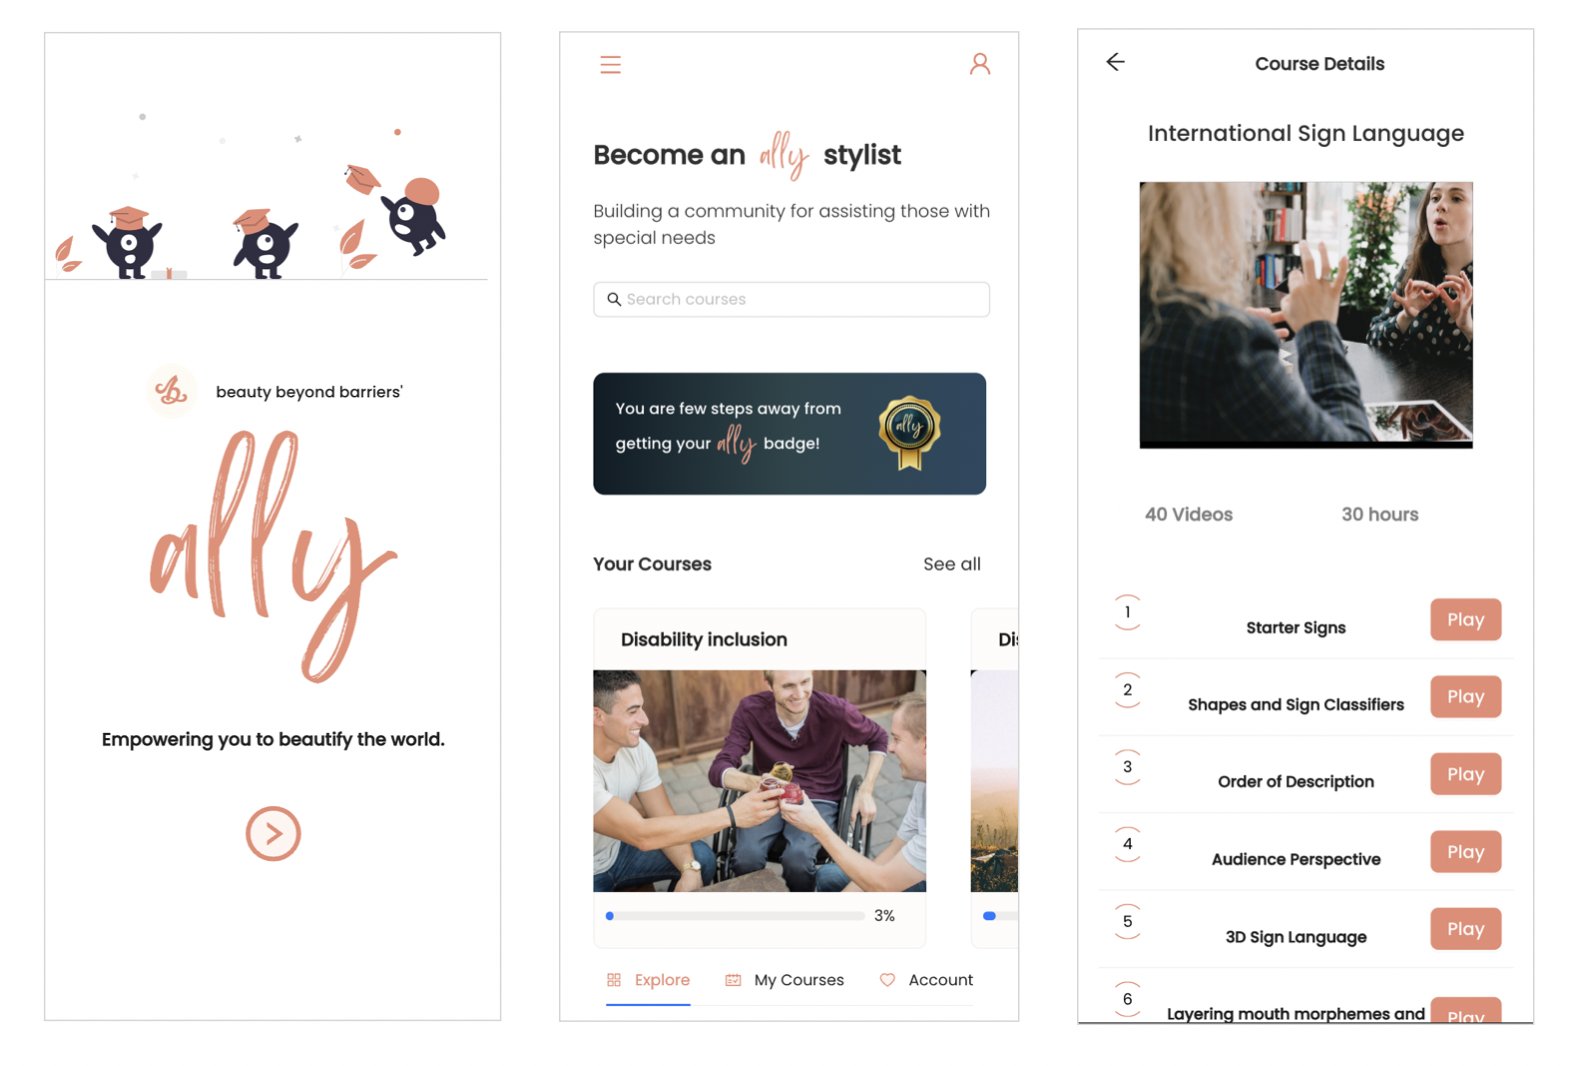 beauty beyond barriers'
ally
Empowering you to beautify the world.
Become an ally stylist
Building a community for assisting those with
special needs
Search courses
You are few steps away from
getting your ally badge!
ally
Your Courses
See all
Disability inclusion
Dis
3%
Explore
My Courses
Account
Course Details
International Sign Language
40 Videos
30 hours
1
Starter Signs
Play
2
Shapes and Sign Classifiers
Play
3
Order of Description
Play
4
Audience Perspective
Play
5
3D Sign Language
Play
6
Layering mouth morphemes and
Play